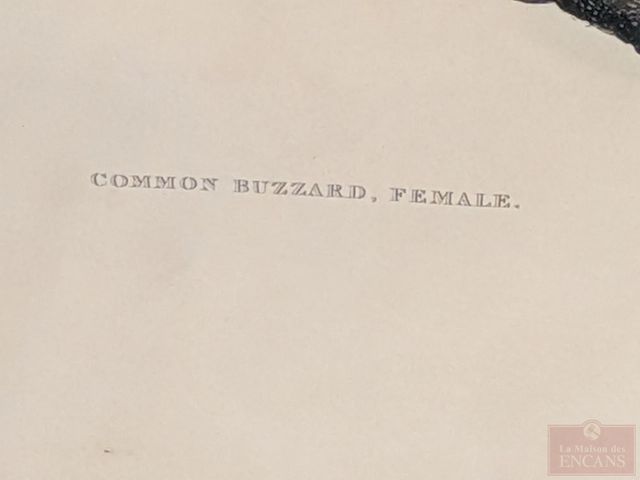 COMMON BUZZARD, FEMALE.
La Maison des
ENCANS